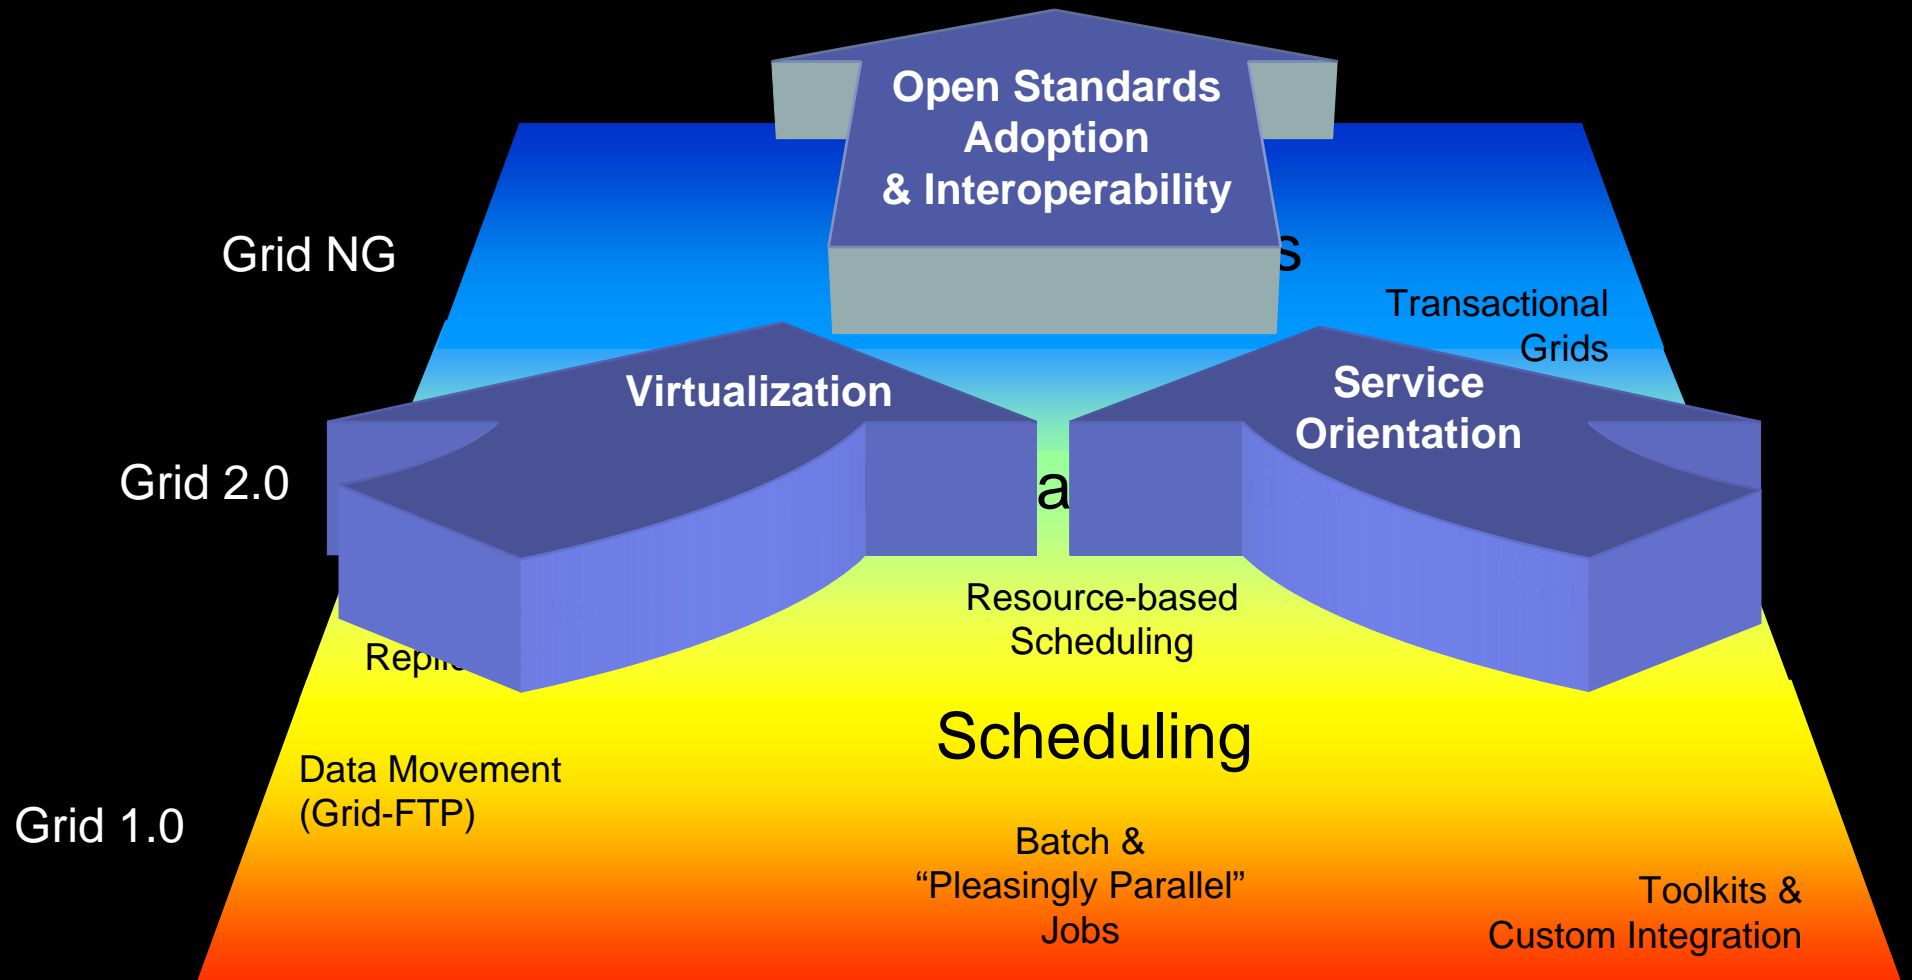 Open Standards
Adoption
& Interoperability
Grid NG
Transactional
Grids
Virtualization
Service
Orientation
Grid 2.0
Resource-based
Scheduling
Scheduling
Data Movement
(Grid-FTP)
Grid 1.0
Batch &
“Pleasingly Parallel”
Jobs
Toolkits &
Custom Integration